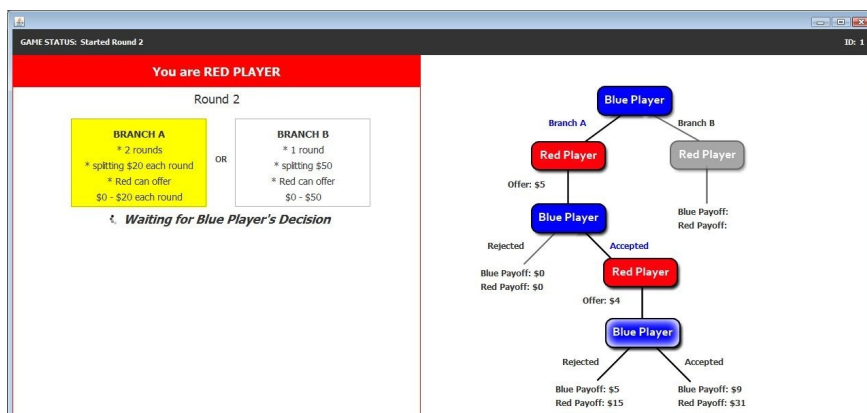 GAME STATUS: Started Round 2
ID: 1
You are RED PLAYER
Round 2
BRANCH A
* 2 rounds
* splitting $20 each round
* Red can offer
$0 - $20 each round
OR
BRANCH B
* 1 round
* splitting $50
* Red can offer
$0 - $50
Waiting for Blue Player's Decision
Blue Player
Branch A
Branch B
Red Player
Red Player
Offer: $5
Blue Player
Blue Payoff:
Red Payoff:
Rejected
Accepted
Blue Payoff: $0
Red Payoff: $0
Red Player
Offer: $4
Blue Player
Rejected
Accepted
Blue Payoff: $5
Red Payoff: $15
Blue Payoff: $9
Red Payoff: $31